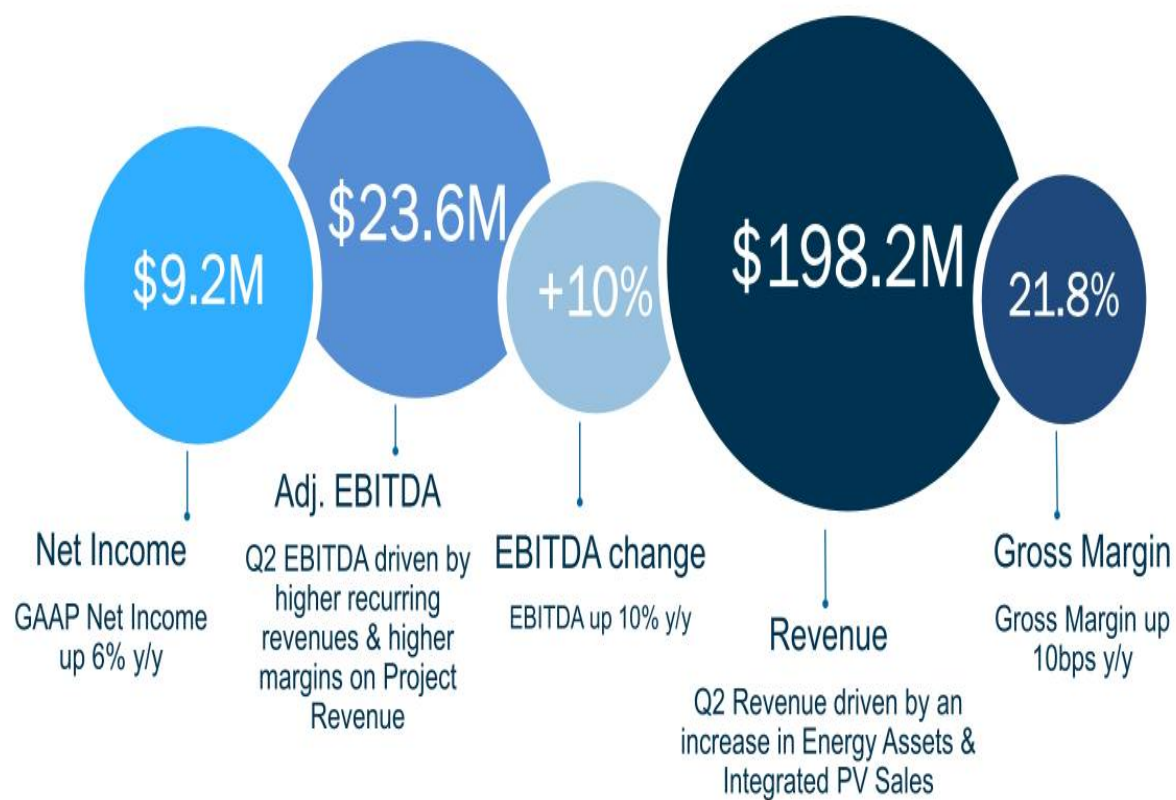 $9.2M
$23.6M
+10%
$198.2M
21.8%
Net Income
GAAP Net Income
up 6% y/y
Adj. EBITDA
Q2 EBITDA driven by
higher recurring
revenues & higher
margins on Project
Revenue
EBITDA change
EBITDA up 10% y/y
Revenue
Q2 Revenue driven by an
increase in Energy Assets &
Integrated PV Sales
Gross Margin
Gross Margin up
10bps y/y